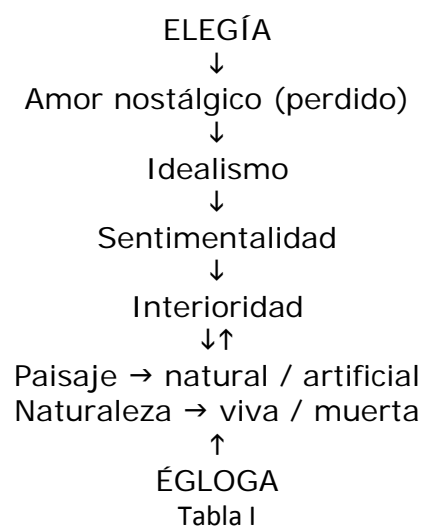 ELEGÍA
↓
Amor nostálgico (perdido)
↓
Idealismo
↓
Sentimentalidad
↓
Interioridad
↓↑
Paisaje → natural / artificial
Naturaleza → viva / muerta
↑
ÉGLOGA
Tabla I